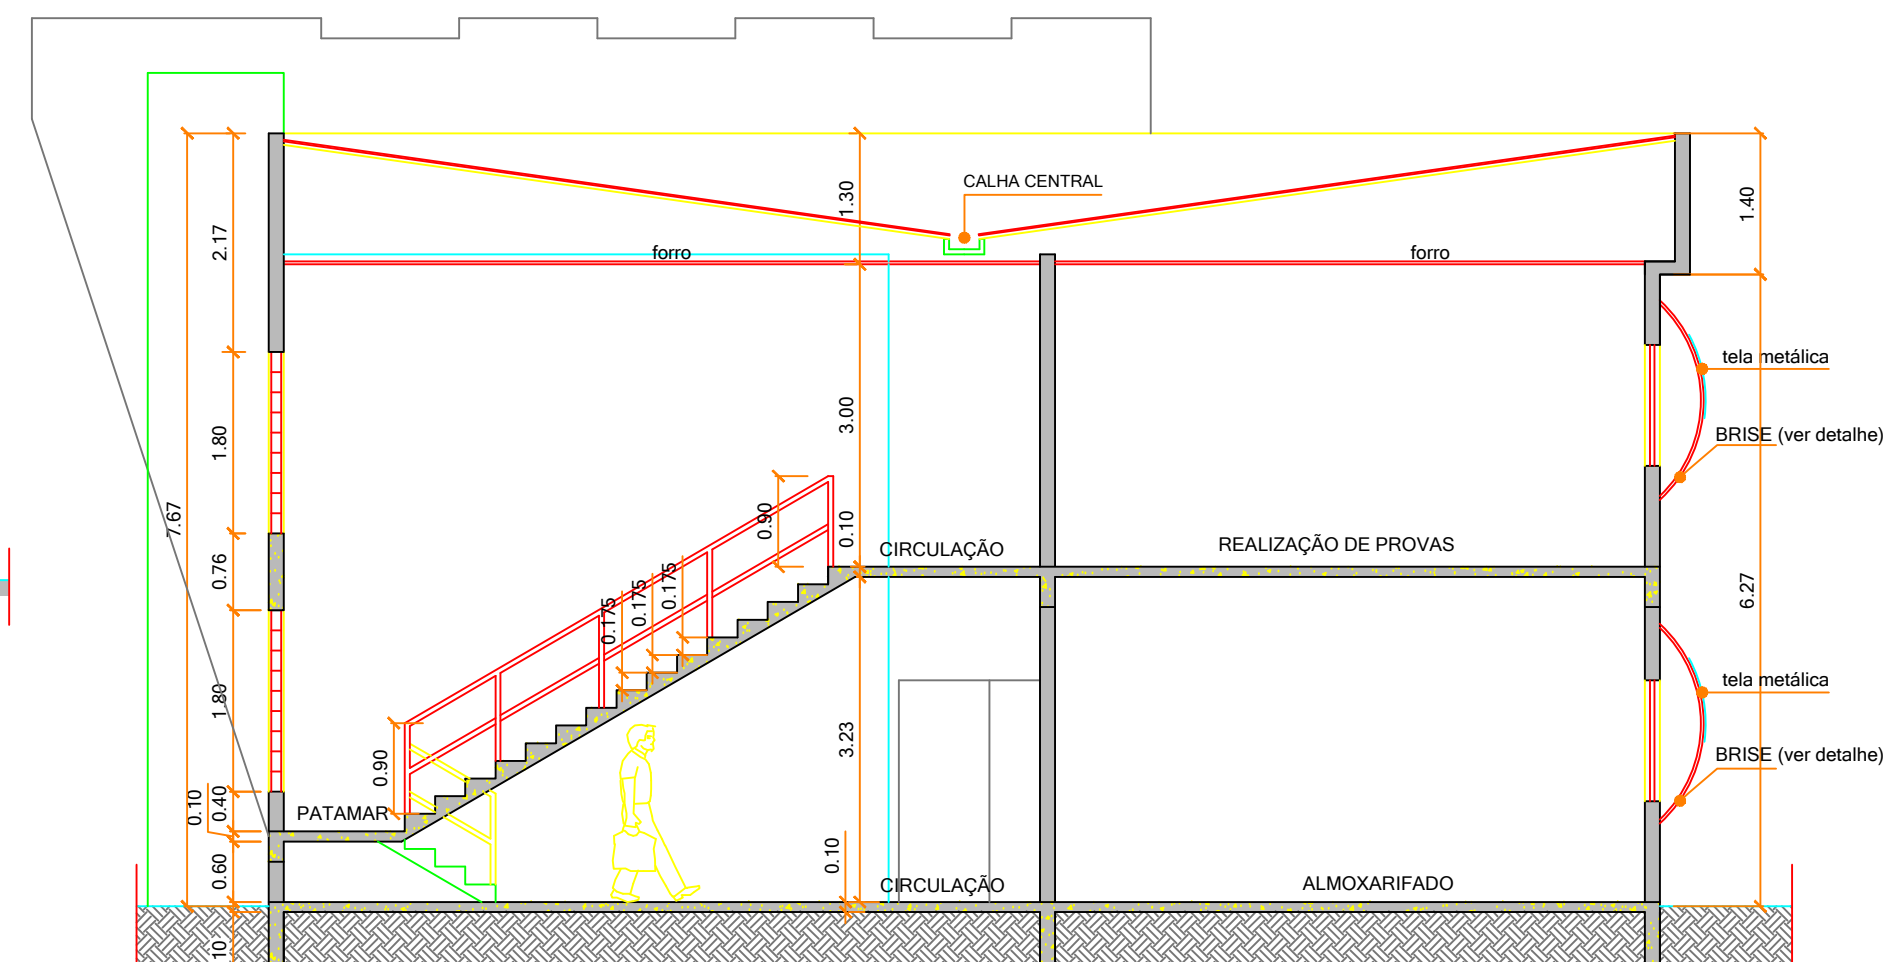 CALHA CENTRAL
1.30
1.40
2.17
forro
forro
tela metálica
3.00
1.80
BRISE (ver detalhe)
7.67
0.90
0.10
CIRCULAÇÃO
REALIZAÇÃO DE PROVAS
0.76
0.175
0.175
0.175
6.27
tela metálica
1.80
3.23
0.90
BRISE (ver detalhe)
0.10
0.40
PATAMAR
0.60
0.10
CIRCULAÇÃO
ALMOXARIFADO
10